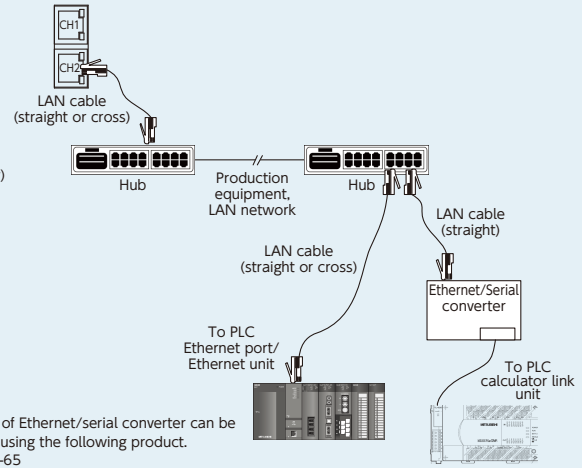 CH1
CH2
LAN cable
(straight or cross)
)
Hub
Production
equipment,
LAN network
Hub
LAN cable
(straight)
LAN cable
(straight or cross)
Ethernet/Serial
converter
To PLC
Ethernet port/
Ethernet unit
To PLC
calculator link
unit
of Ethernet/serial converter can be
using the following product.
-65
MITSUBISHI